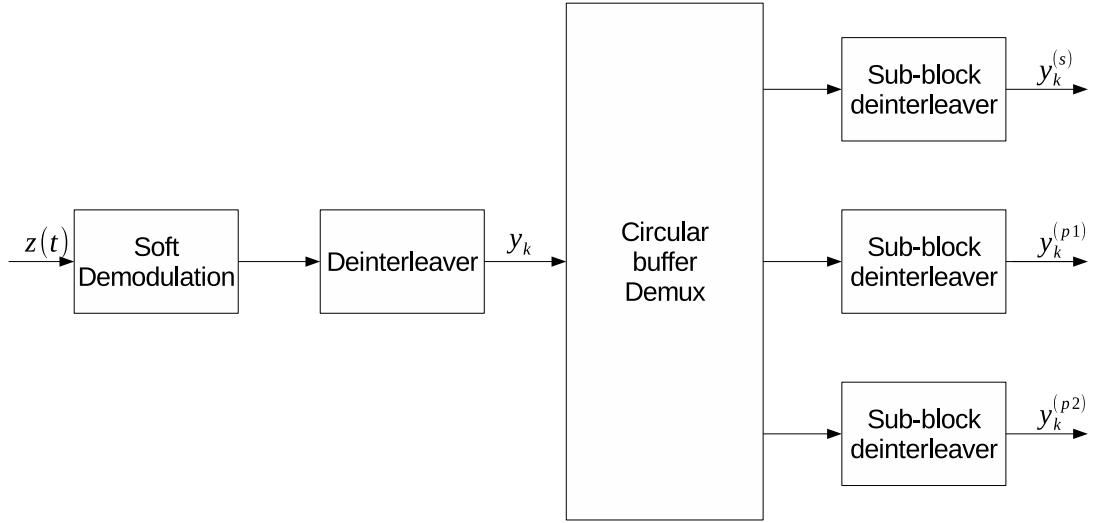 z(t)
Soft
Demodulation
Deinterleaver
y_k
Circular
buffer
Demux
Sub-block
deinterleaver
y_k^(s)
Sub-block
deinterleaver
y_k^(p1)
Sub-block
deinterleaver
y_k^(p2)